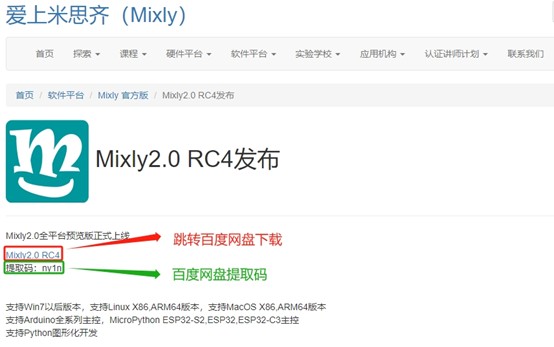 爱上米思齐（Mixly）
首页 探索 课程 硬件平台 软件平台 实验学校 应用机构 认证讲师计划 联系我们
首页 / 软件平台 / Mixly 官方版 / Mixly2.0 RC4发布
m Mixly2.0 RC4发布
Mixly2.0全平台预览版正式上线
Mixly2.0 RC4 跳转百度网盘下载
提取码：ny1n 百度网盘提取码
支持Win7以后版本，支持Linux X86,ARM64版本，支持MacOS X86,ARM64版本
支持Arduino全系列主控，MicroPython ESP32-S2,ESP32,ESP32-C3主控
支持Python图形化开发